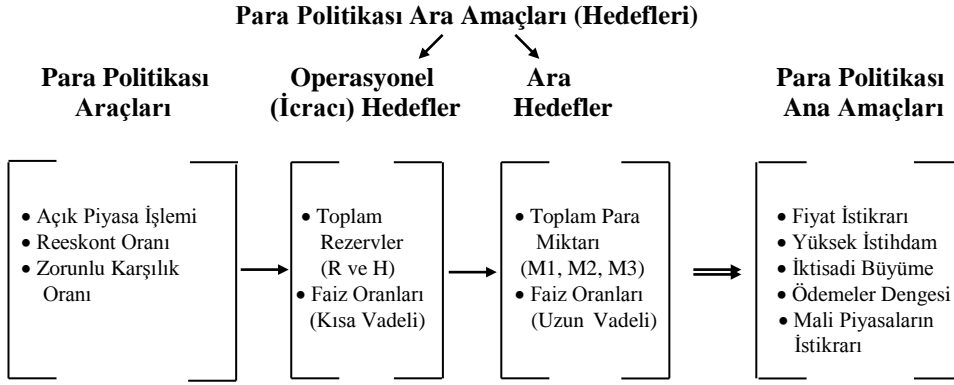 Para Politikası Ara Amaçları (Hedefleri)
Para Politikası
Araçları
Operasyonel
(İcracı) Hedefler
Ara
Hedefler
Para Politikası
Ana Amaçları
• Açık Piyasa İşlemi
• Reeskont Oranı
• Zorunlu Karşılık
Oranı
• Toplam
Rezervler
(R ve H)
• Faiz Oranları
(Kısa Vadeli)
• Toplam Para
Miktarı
(M1, M2, M3)
• Faiz Oranları
(Uzun Vadeli)
• Fiyat İstikrarı
• Yüksek İstihdam
• İktisadi Büyüme
• Ödemeler Dengesi
• Mali Piyasaların
İstikrarı